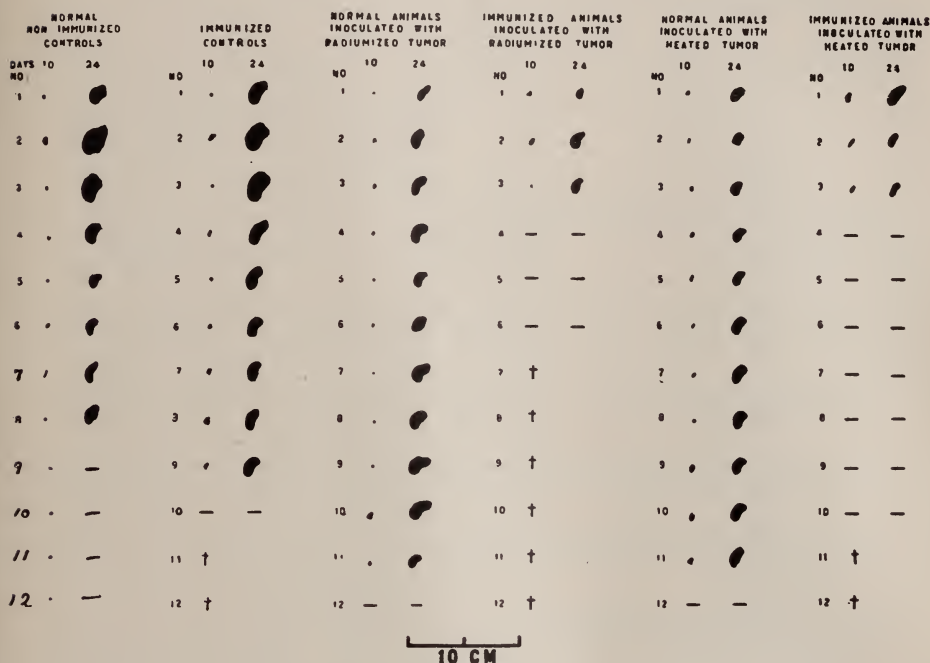 NORMAL
NON IMMUNIZED
CONTROLS
DAYS 10 24
NO
1
2
3
4
5
6
7
8
9 —
10 —
11 —
12 —
IMMUNIZED
CONTROLS
10 24
NO
1
2
3
4
5
6
7
8
9
10 — —
11 †
12 †
NORMAL ANIMALS
INOCULATED WITH
RADIUMIZED TUMOR
10 24
1
2
3
4
5
6
7
8
9
10
11
12 — —
IMMUNIZED ANIMALS
INOCULATED WITH
RADIUMIZED TUMOR
10 24
NO
1
2
3
4 — —
5 — —
6 — —
7 †
8 †
9 †
10 †
11 †
12 †
NORMAL ANIMALS
INOCULATED WITH
HEATED TUMOR
10 24
NO
1
2
3
4
5
6
7
8
9
10
11
12 — —
IMMUNIZED ANIMALS
INOCULATED WITH
HEATED TUMOR
10 24
NO
1
2
3
4 — —
5 — —
6 — —
7 — —
8 — —
9 — —
10 — —
11 †
12 †
10 CM